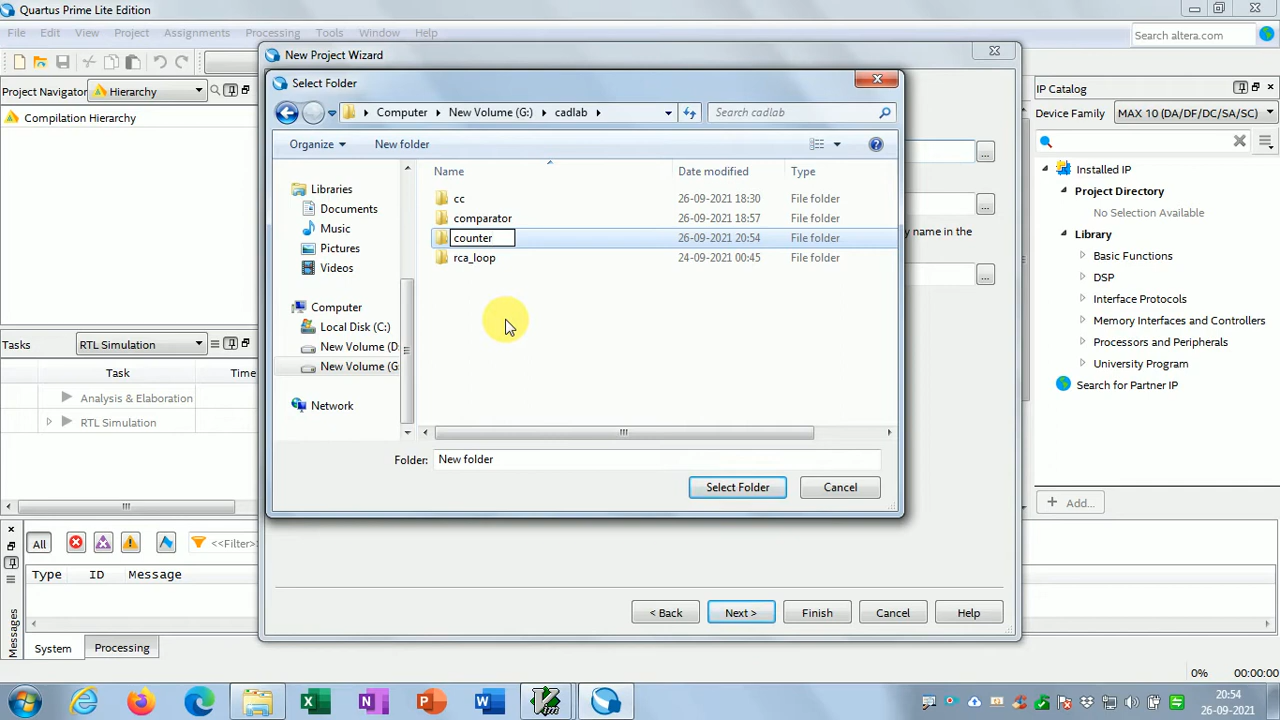 Quartus Prime Lite Edition
File Edit View Project Assignments Processing Tools Window Help
Search altera.com
New Project Wizard
Select Folder
Computer New Volume (G:) cadlab
Search cadlab
Organize New folder
Name Date modified Type
cc 26-09-2021 18:30 File folder
comparator 26-09-2021 18:57 File folder
counter 26-09-2021 20:54 File folder
rca_loop 24-09-2021 00:45 File folder
Libraries
Documents
Music
Pictures
Videos
Computer
Local Disk (C:)
New Volume (D
New Volume (G
Network
Folder: New folder
Select Folder Cancel
y name in the
< Back Next > Finish Cancel Help
Project Navigator Hierarchy
Compilation Hierarchy
Tasks RTL Simulation
Task Time
Analysis & Elaboration
RTL Simulation
All <<Filter>>
Type ID Message
Messages
System Processing
IP Catalog
Device Family MAX 10 (DA/DF/DC/SA/SC)
Installed IP
Project Directory
No Selection Available
Library
Basic Functions
DSP
Interface Protocols
Memory Interfaces and Controllers
Processors and Peripherals
University Program
Search for Partner IP
+ Add...
0% 00:00:00
20:54
26-09-2021